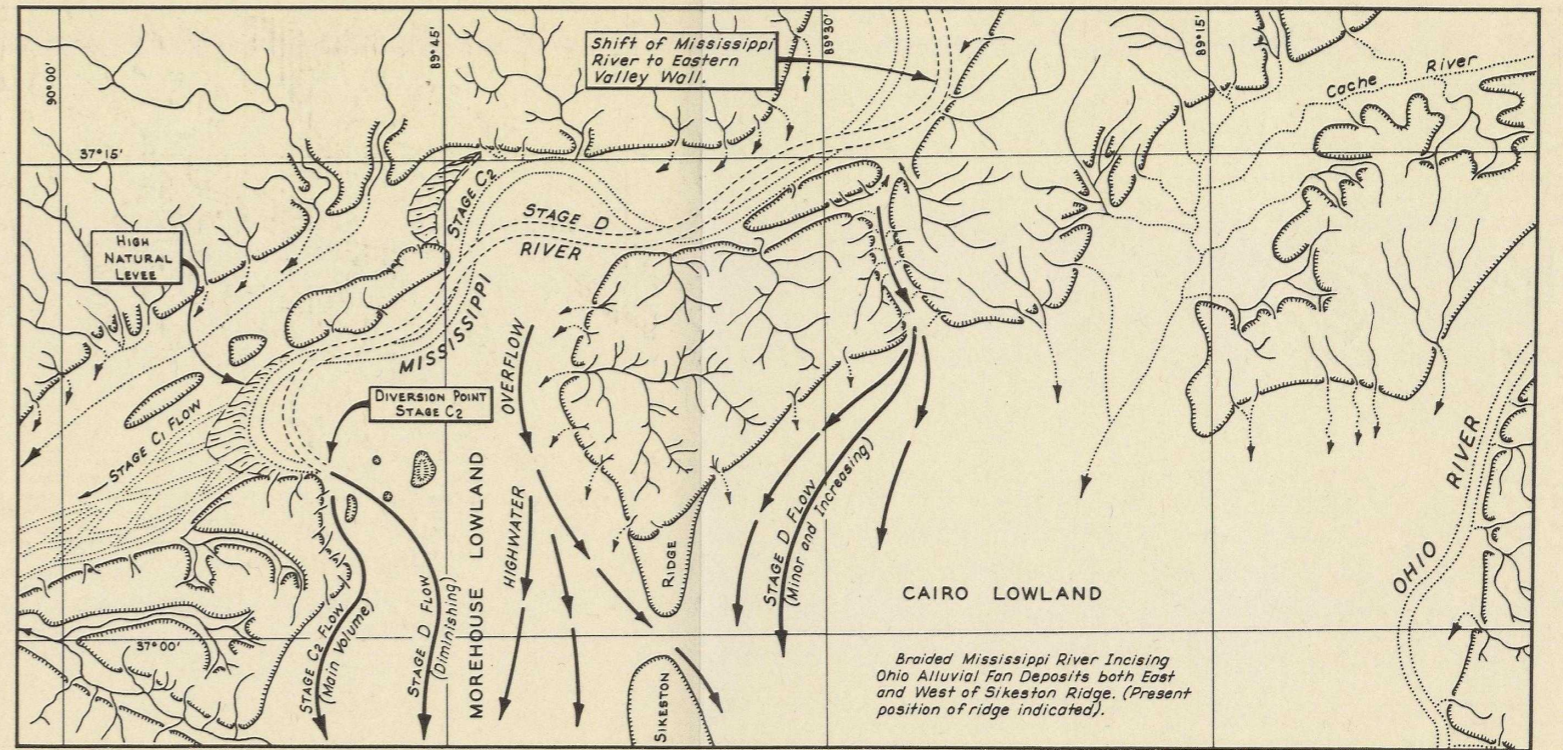 90°00'
89°45'
Shift of Mississippi
River to Eastern
Valley Wall.
89°30'
89°15'
Cache River
37°15'
STAGE C2
STAGE D
RIVER
MISSISSIPPI
HIGH
NATURAL
LEVEE
OVERFLOW
DIVERSION POINT
STAGE C2
STAGE C1 FLOW
HIGHWATER
MOREHOUSE LOWLAND
RIDGE
STAGE D FLOW
(Minor and Increasing)
OHIO RIVER
CAIRO LOWLAND
37°00'
STAGE C2 FLOW
(Main Volume)
STAGE D FLOW
(Diminishing)
SIKESTON
Braided Mississippi River Incising
Ohio Alluvial Fan Deposits both East
and West of Sikeston Ridge. (Present
position of ridge indicated).